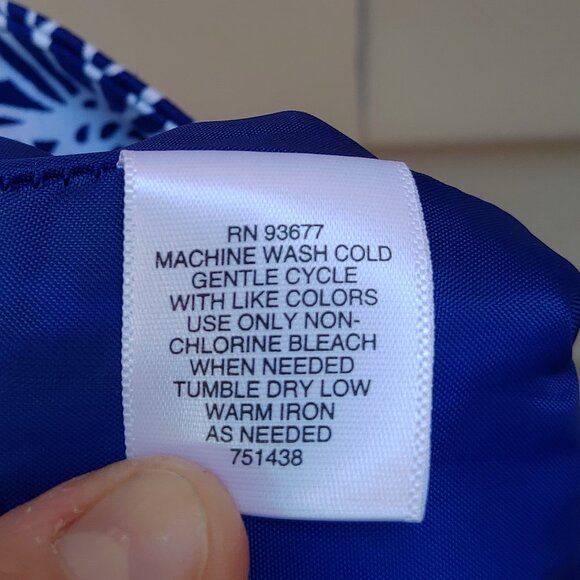 RN 93677
MACHINE WASH COLD
GENTLE CYCLE
WITH LIKE COLORS
USE ONLY NON-
CHLORINE BLEACH
WHEN NEEDED
TUMBLE DRY LOW
WARM IRON
AS NEEDED
751438